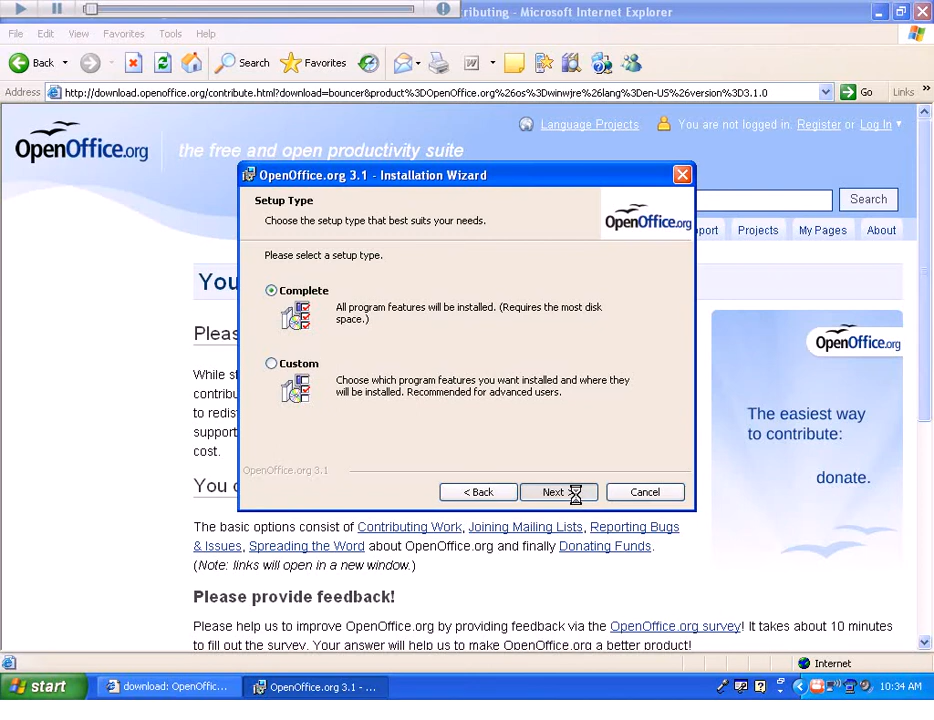 ributing - Microsoft Internet Explorer
File Edit View Favorites Tools Help
Back Search Favorites
Address http://download.openoffice.org/contribute.html?download=bouncer&product%3DOpenOffice.org%26os%3Dwinwjre%26lang%3Den-US%26version%3D3.1.0 Go Links »
OpenOffice.org the free and open productivity suite
Language Projects You are not logged in. Register or Log In
Search
port Projects My Pages About
OpenOffice.org 3.1 - Installation Wizard
Setup Type
Choose the setup type that best suits your needs.
OpenOffice.org
Please select a setup type.
Complete
All program features will be installed. (Requires the most disk
space.)
Custom
Choose which program features you want installed and where they
will be installed. Recommended for advanced users.
OpenOffice.org 3.1
< Back Next > Cancel
You
Pleas
While s
contribu
to redis
support
cost.
You c
OpenOffice.org
The easiest way
to contribute:
donate.
The basic options consist of Contributing Work, Joining Mailing Lists, Reporting Bugs
& Issues, Spreading the Word about OpenOffice.org and finally Donating Funds.
(Note: links will open in a new window.)
Please provide feedback!
Please help us to improve OpenOffice.org by providing feedback via the OpenOffice.org survey! It takes about 10 minutes
to fill out the survey. Your answer will help us to make OpenOffice.org a better product!
Internet
start download: OpenOffic... OpenOffice.org 3.1 - ... 10:34 AM